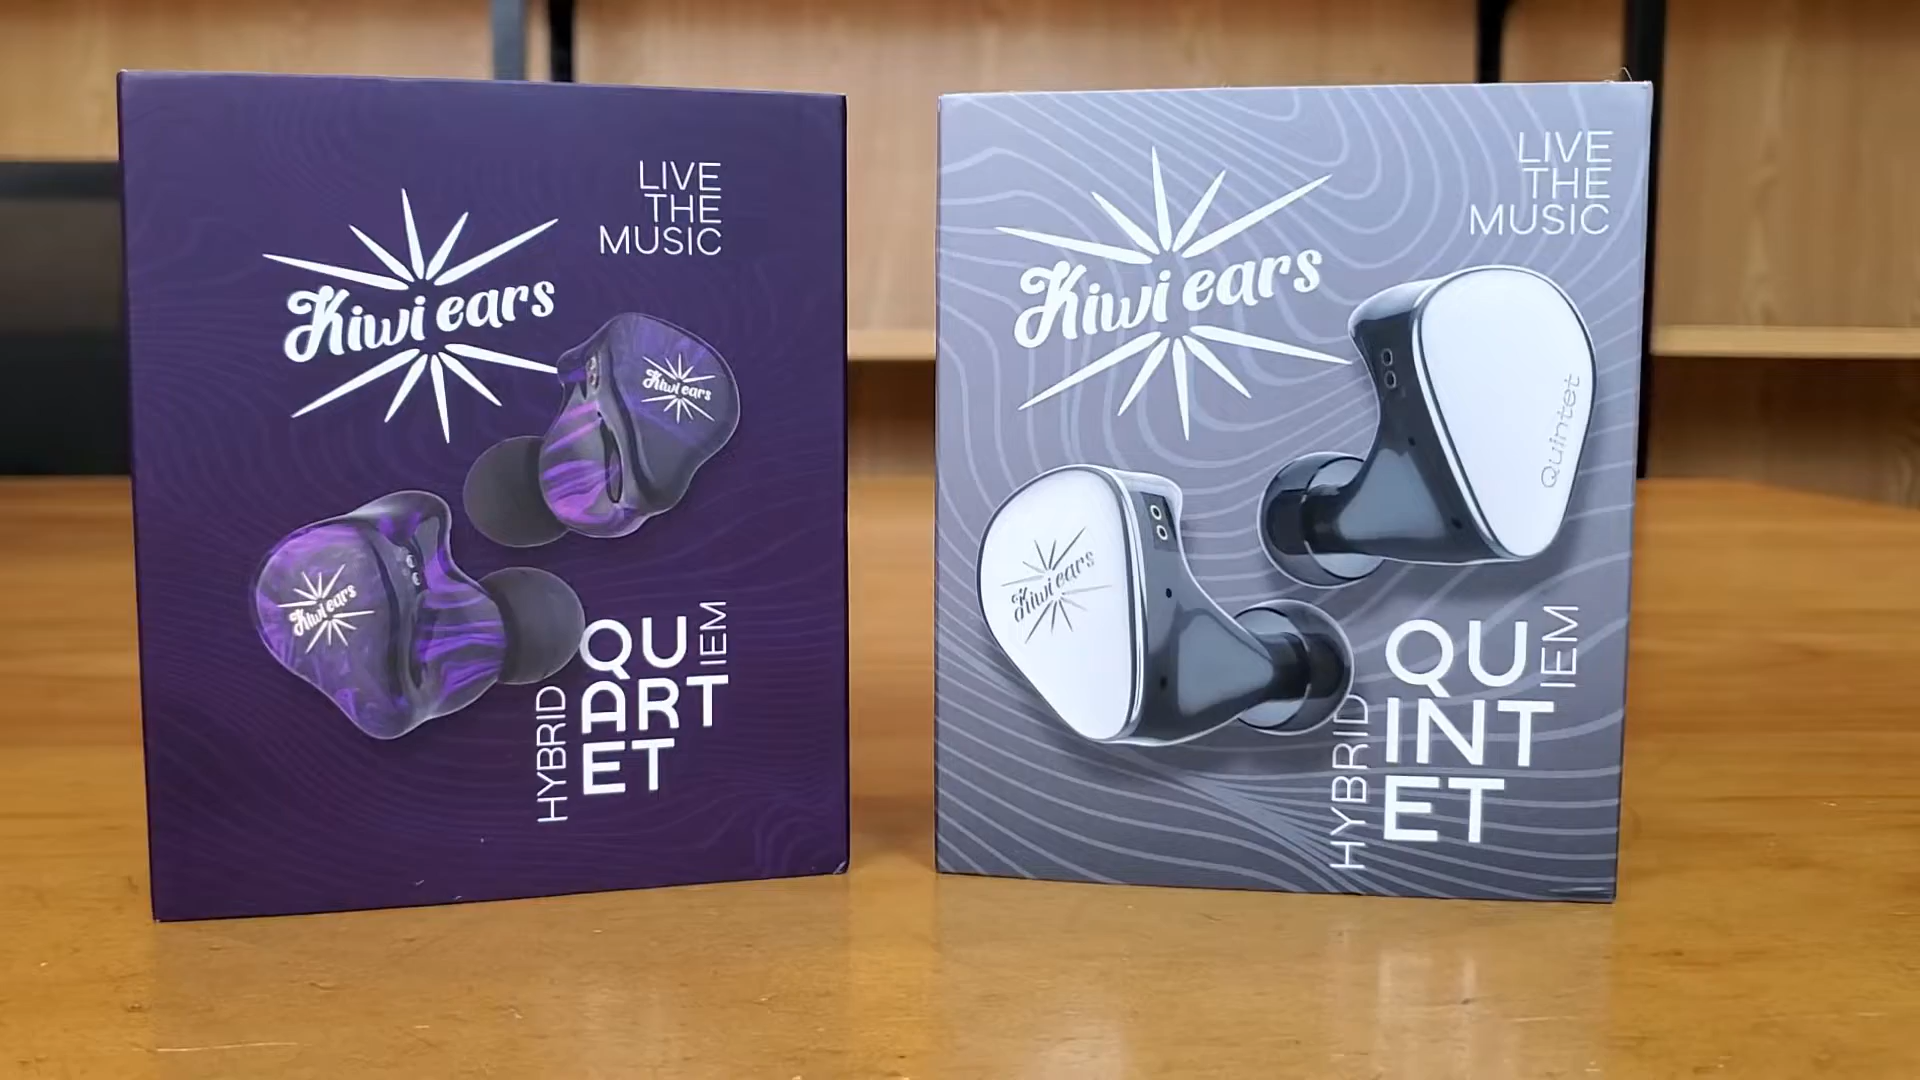 LIVE
THE
MUSIC
Kiwi ears
Kiwi ears
Kiwi ears
HYBRID
QU
ART
ET
IEM
LIVE
THE
MUSIC
Kiwi ears
Quintet
Kiwi ears
HYBRID
QU
INT
ET
IEM